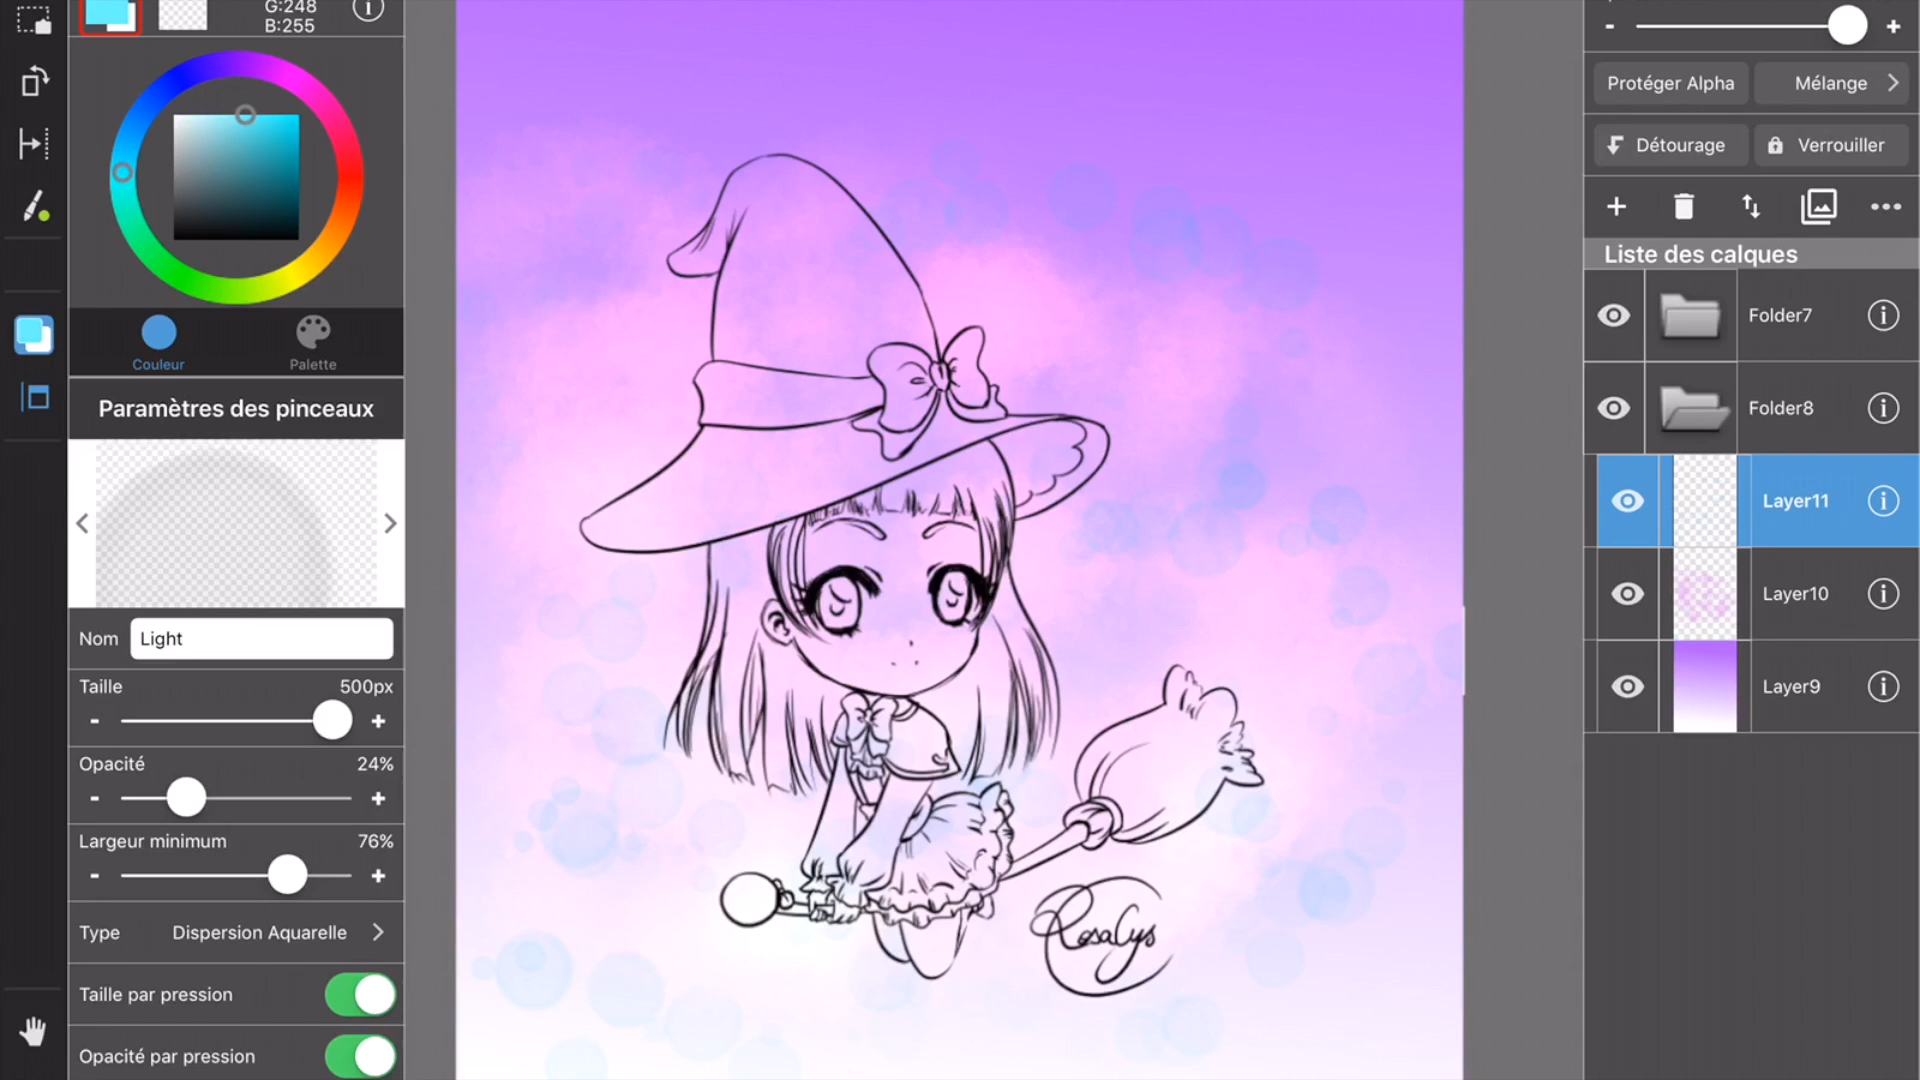 G:248
B:255
Couleur
Palette
Paramètres des pinceaux
Nom
Light
Taille
500px
-
+
Opacité
24%
-
+
Largeur minimum
76%
-
+
Type
Dispersion Aquarelle
Taille par pression
Opacité par pression
RosaLys
-
+
Protéger Alpha
Mélange
Détourage
Verrouiller
Liste des calques
Folder7
Folder8
Layer11
Layer10
Layer9